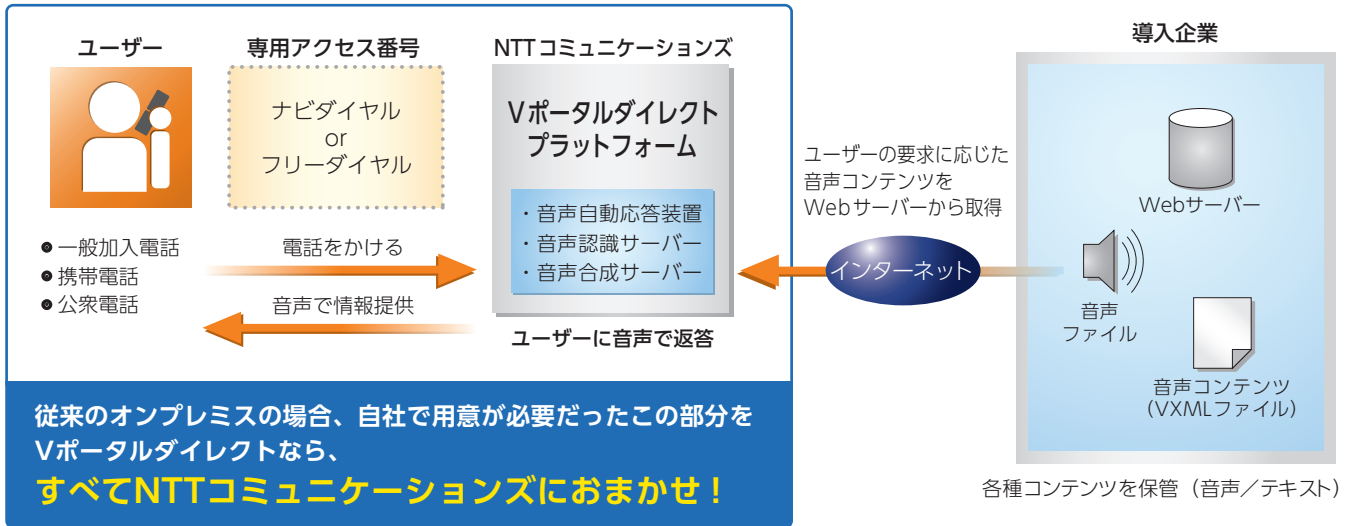 ユーザー
専用アクセス番号
ナビダイヤル
or
フリーダイヤル
NTTコミュニケーションズ
Vポータルダイレクト
プラットフォーム
・音声自動応答装置
・音声認識サーバー
・音声合成サーバー
●一般加入電話
●携帯電話
●公衆電話
電話をかける
音声で情報提供
ユーザーに音声で返答
ユーザーの要求に応じた
音声コンテンツを
Webサーバーから取得
インターネット
導入企業
Webサーバー
音声
ファイル
音声コンテンツ
(VXMLファイル)
各種コンテンツを保管（音声／テキスト）
従来のオンプレミスの場合、自社で用意が必要だったこの部分を
Vポータルダイレクトなら、
すべてNTTコミュニケーションズにおまかせ！